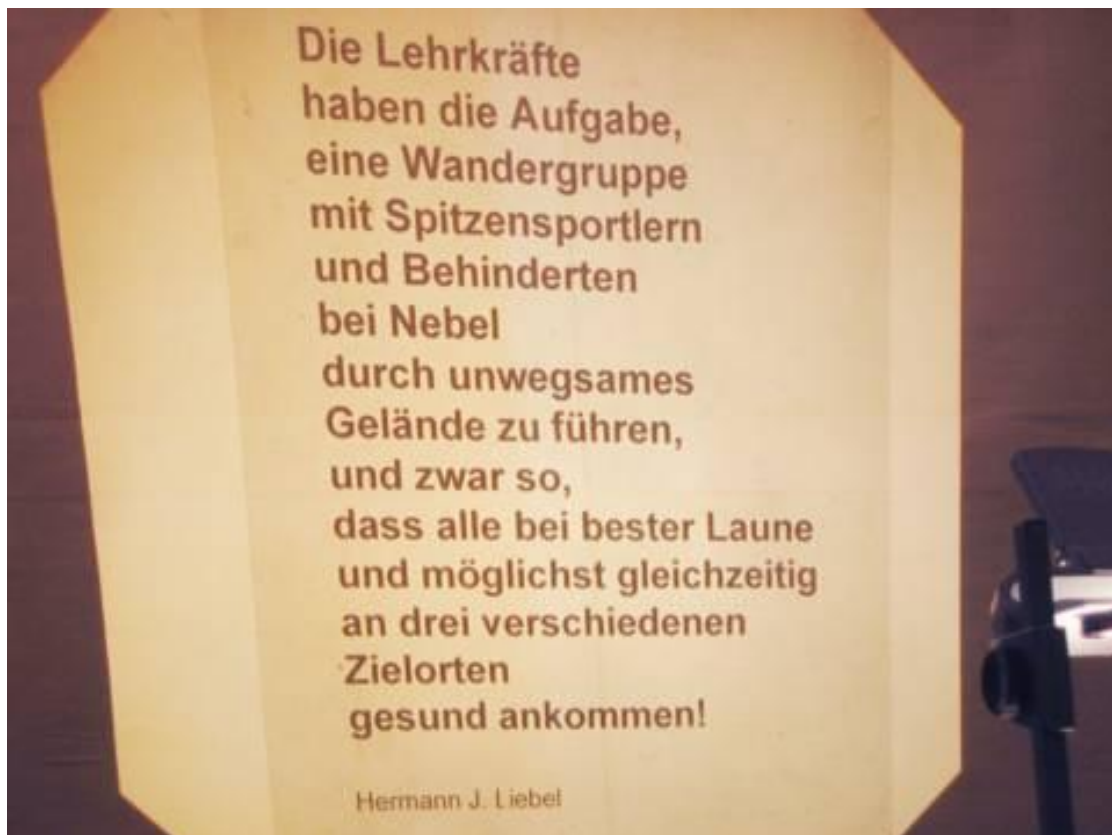 Die Lehrkräfte
haben die Aufgabe,
eine Wandergruppe
mit Spitzensportlern
und Behinderten
bei Nebel
durch unwegsames
Gelände zu führen,
und zwar so,
dass alle bei bester Laune
und möglichst gleichzeitig
an drei verschiedenen
Zielorten
gesund ankommen!
Hermann J. Liebel